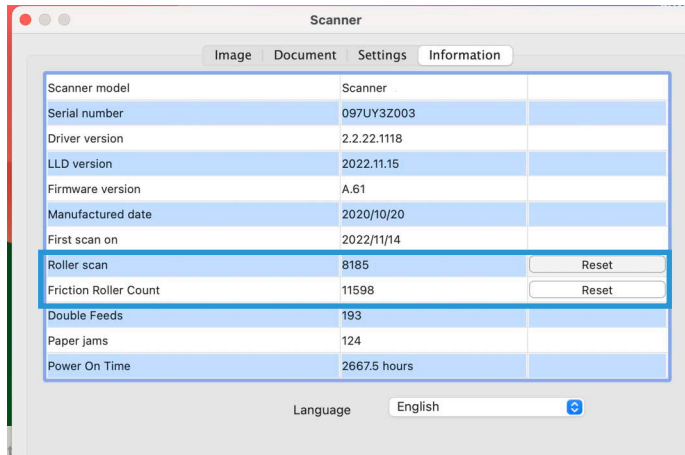 Scanner
Image Document Settings Information
Scanner model Scanner
Serial number 097UY3Z003
Driver version 2.2.22.1118
LLD version 2022.11.15
Firmware version A.61
Manufactured date 2020/10/20
First scan on 2022/11/14
Roller scan 8185 Reset
Friction Roller Count 11598 Reset
Double Feeds 193
Paper jams 124
Power On Time 2667.5 hours
Language English